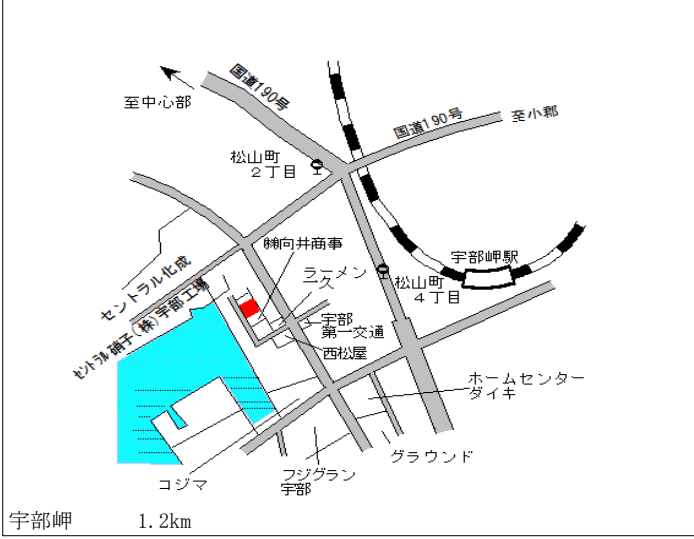 国道190号
至中心部
国道190号
至小郡
松山町
2丁目
㈱向井商事
宇部岬駅
セントラル化成
ラーメン
一久
松山町
4丁目
セントラル硝子(株)宇部工場
宇部
第一交通
西松屋
ホームセンター
ダイキ
グラウンド
コジマ
フジグラン
宇部
宇部岬 1.2km